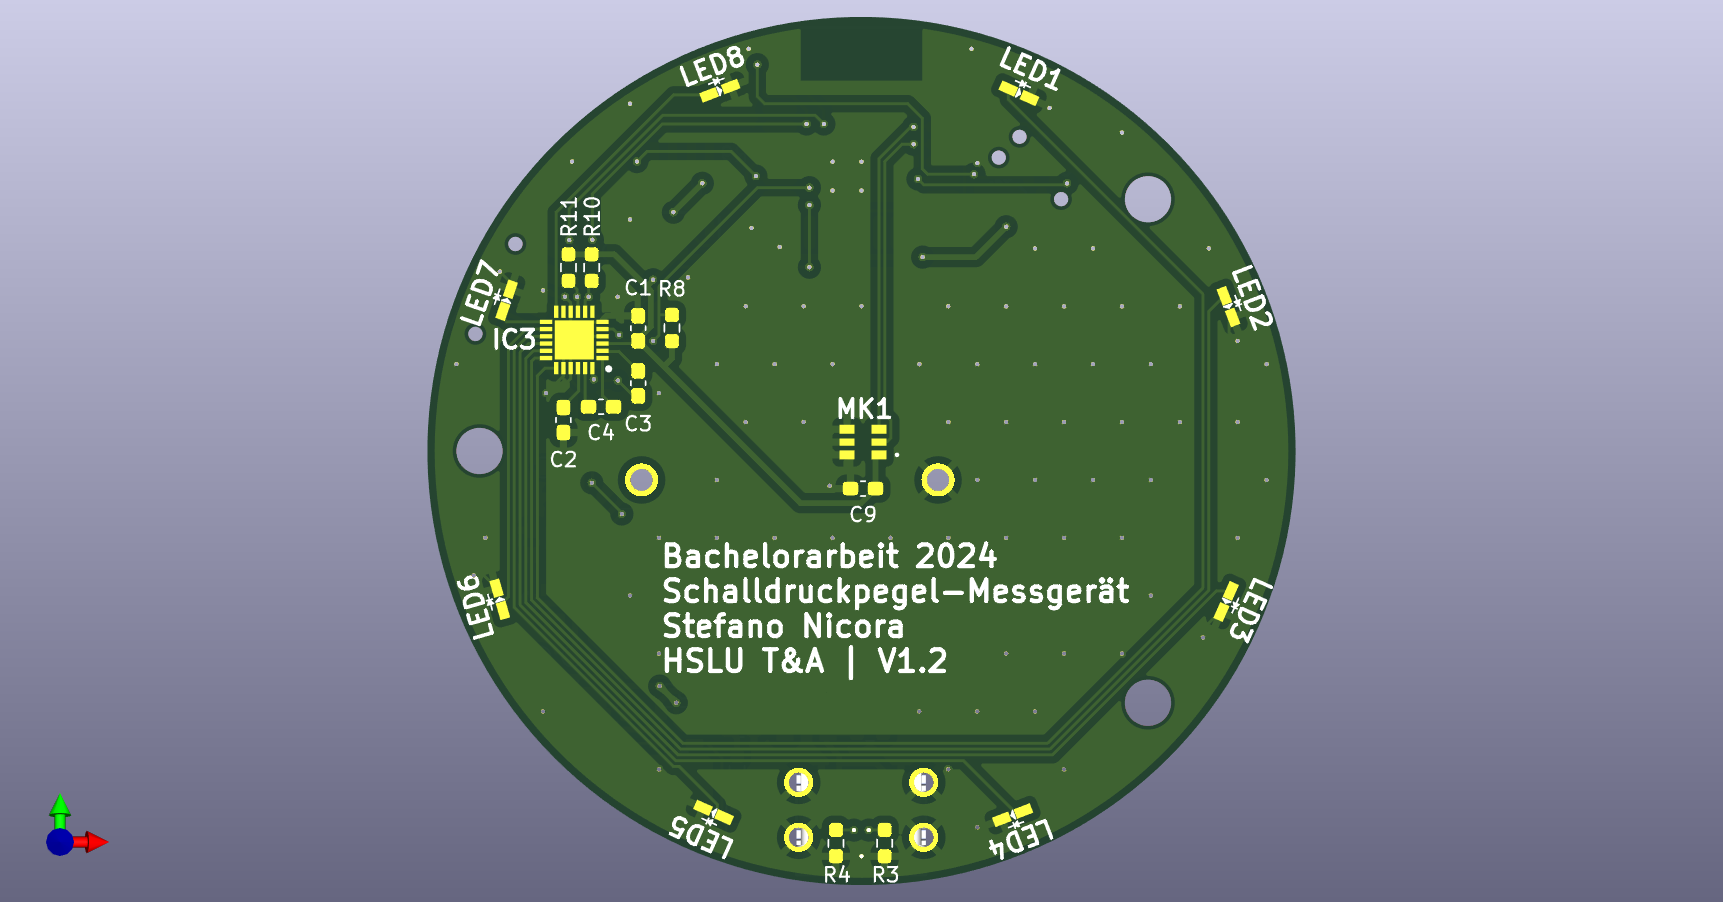 LED8
LED1
R11
R10
LED7
C1
R8
LED2
IC3
MK1
C4
C3
C2
C9
Bachelorarbeit 2024
Schalldruckpegel-Messgerät
Stefano Nicora
HSLU T&A | V1.2
LED6
LED3
LED5
LED4
R4
R3